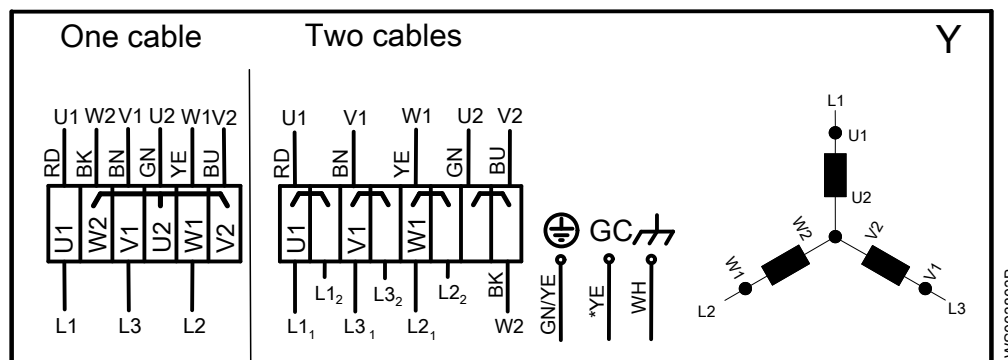 One cable Two cables Y
U1 W2 V1 U2 W1 V2
RD BK BN GN YE BU
U1 W2 V1 U2 W1 V2
L1 L3 L2
U1 V1 W1 U2 V2
RD BN YE GN BU
U1 V1 W1 BK
L1₂ L3₂ L2₂
L1₁ L3₁ L2₁ W2
GC
GN/YE *YE WH
L1
U1
U2
W2 V2
W1 V1
L2 L3